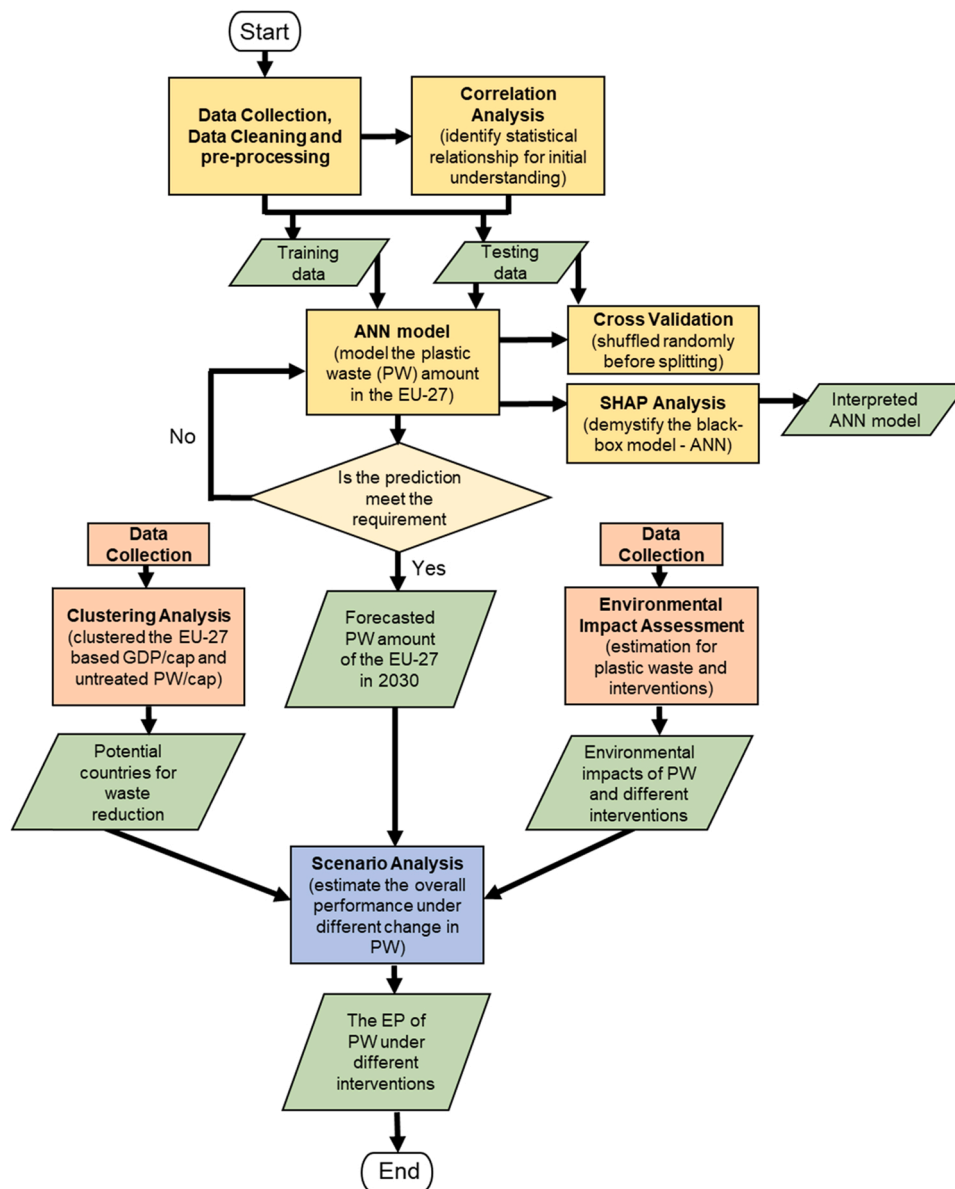 Start
Data Collection,
Data Cleaning and
pre-processing
Correlation
Analysis
(identify statistical
relationship for initial
understanding)
Training
data
Testing
data
ANN model
(model the plastic
waste (PW) amount
in the EU-27)
Cross Validation
(shuffled randomly
before splitting)
SHAP Analysis
(demystify the black-
box model - ANN)
Interpreted
ANN model
No
Is the prediction
meet the
requirement
Yes
Data
Collection
Clustering Analysis
(clustered the EU-27
based GDP/cap and
untreated PW/cap)
Forecasted
PW amount
of the EU-27
in 2030
Data
Collection
Environmental
Impact Assessment
(estimation for
plastic waste and
interventions)
Potential
countries for
waste
reduction
Environmental
impacts of PW
and different
interventions
Scenario Analysis
(estimate the overall
performance under
different change in
PW)
The EP of
PW under
different
interventions
End